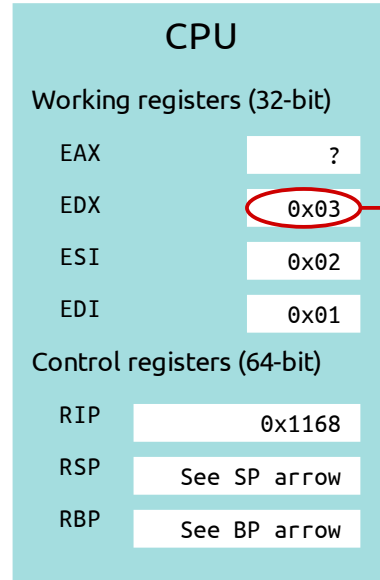 CPU
Working registers (32-bit)
EAX ?
EDX 0x03
ESI 0x02
EDI 0x01
Control registers (64-bit)
RIP 0x1168
RSP See SP arrow
RBP See BP arrow